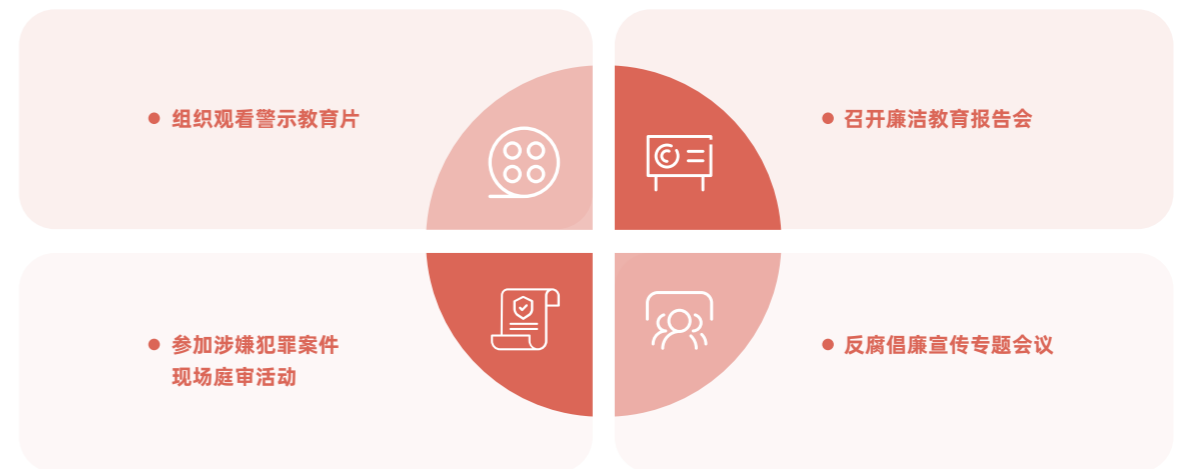 组织观看警示教育片
召开廉洁教育报告会
参加涉嫌犯罪案件
现场庭审活动
反腐倡廉宣传专题会议